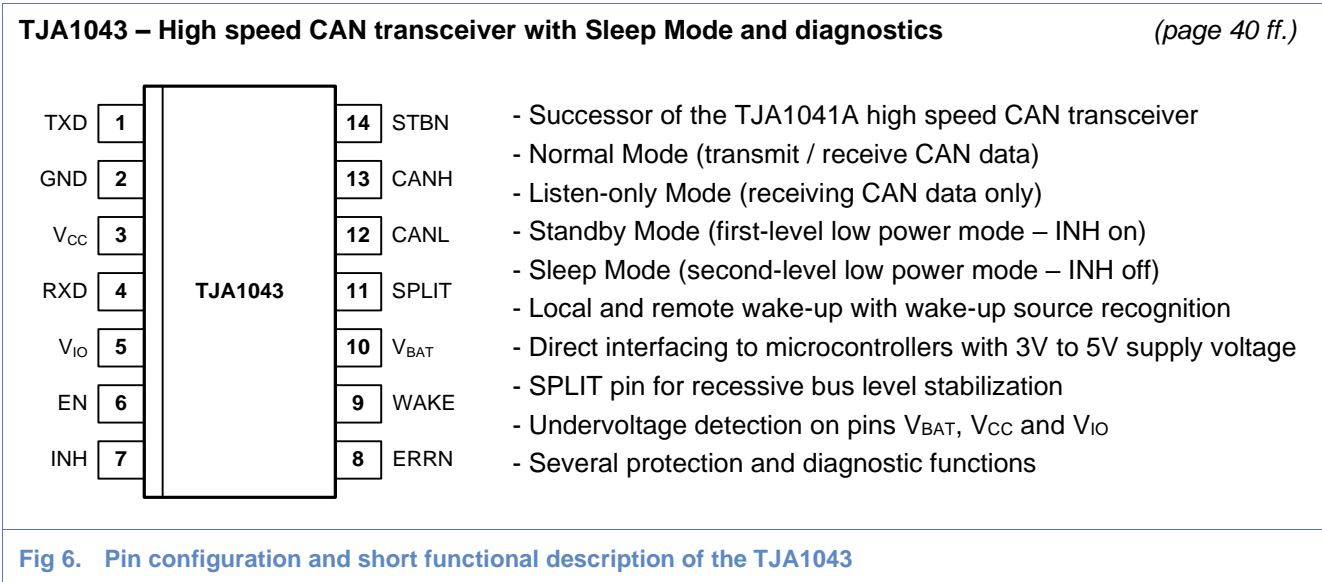 TJA1043 – High speed CAN transceiver with Sleep Mode and diagnostics (page 40 ff.)
TXD 1 14 STBN - Successor of the TJA1041A high speed CAN transceiver
- Normal Mode (transmit / receive CAN data)
GND 2 13 CANH - Listen-only Mode (receiving CAN data only)
VCC 3 12 CANL - Standby Mode (first-level low power mode – INH on)
- Sleep Mode (second-level low power mode – INH off)
RXD 4 TJA1043 11 SPLIT - Local and remote wake-up with wake-up source recognition
VIO 5 10 VBAT - Direct interfacing to microcontrollers with 3V to 5V supply voltage
- SPLIT pin for recessive bus level stabilization
EN 6 9 WAKE - Undervoltage detection on pins VBAT, VCC and VIO
INH 7 8 ERRN - Several protection and diagnostic functions
Fig 6. Pin configuration and short functional description of the TJA1043